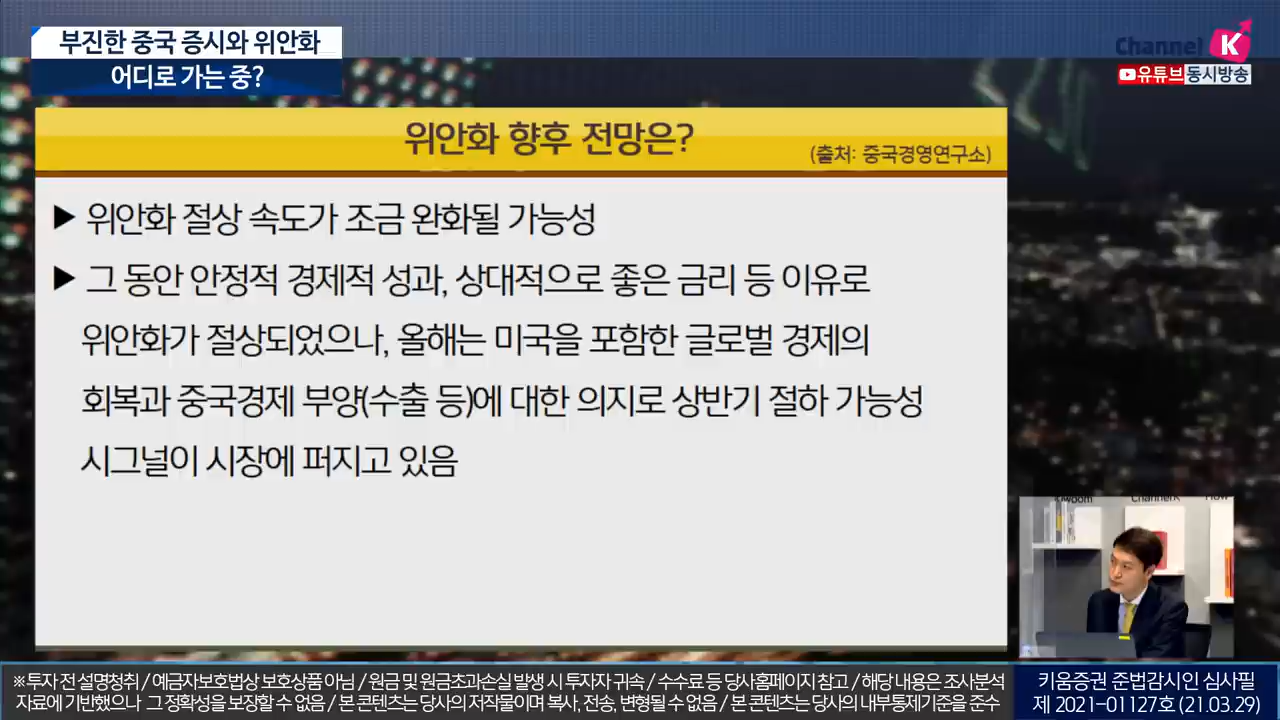 부진한 중국 증시와 위안화
어디로 가는 중?
Channel K
유튜브동시방송
위안화 향후 전망은?
(출처: 중국경영연구소)
▶ 위안화 절상 속도가 조금 완화될 가능성
▶ 그 동안 안정적 경제적 성과, 상대적으로 좋은 금리 등 이유로
위안화가 절상되었으나, 올해는 미국을 포함한 글로벌 경제의
회복과 중국경제 부양(수출 등)에 대한 의지로 상반기 절하 가능성
시그널이 시장에 퍼지고 있음
※투자 전 설명청취 / 예금자보호법상 보호상품 아님 / 원금 및 원금초과손실 발생 시 투자자 귀속 / 수수료 등 당사홈페이지 참고 / 해당 내용은 조사분석
자료에 기반했으나 그 정확성을 보장할 수 없음 / 본 콘텐츠는 당사의 저작물이며 복사, 전송, 변형될 수 없음 / 본 콘텐츠는 당사의 내부통제기준을 준수
키움증권 준법감시인 심사필
제 2021-01127호 (21.03.29)